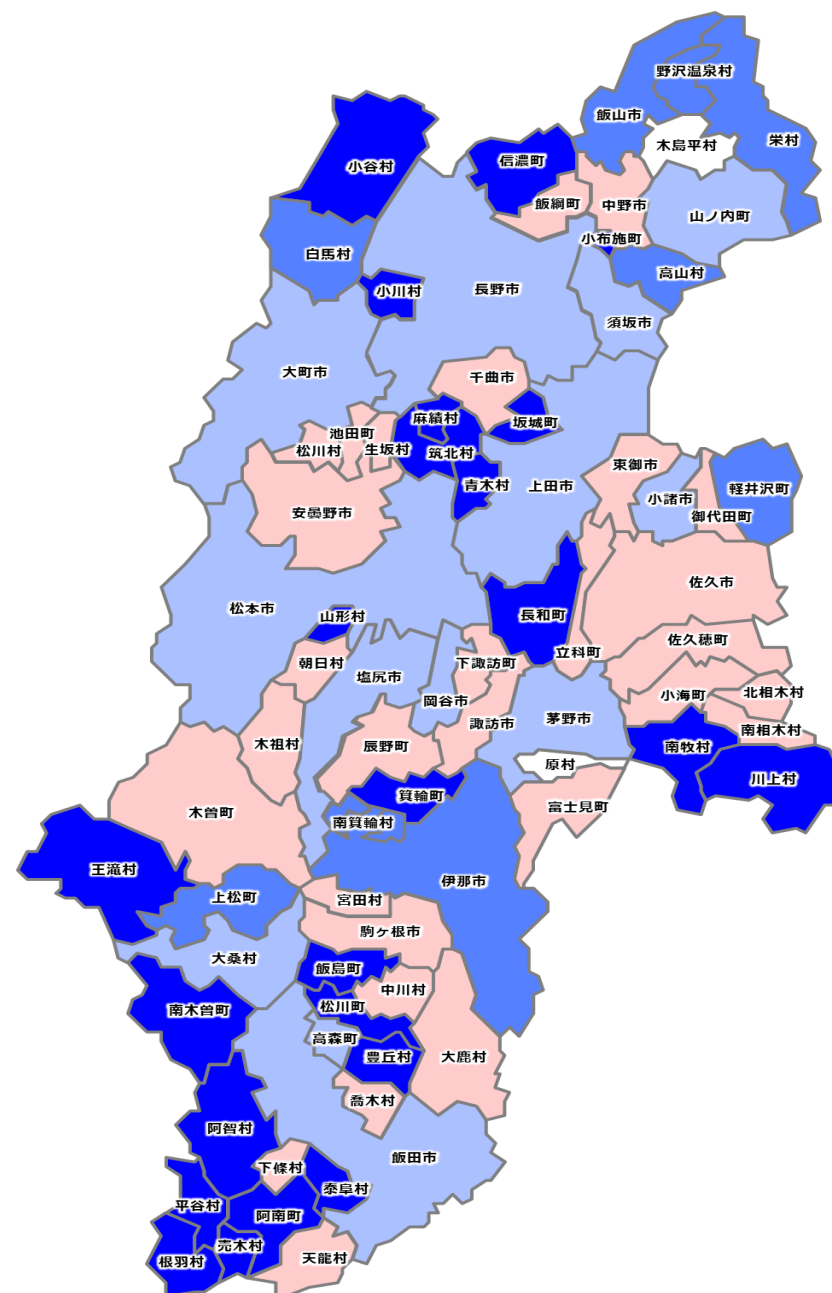 野沢温泉村
飯山市
栄村
木島平村
信濃町
小谷村
飯綱町
中野市
山ノ内町
小布施町
白馬村
高山村
小川村
長野市
須坂市
大町市
千曲市
麻績村
坂城町
池田町
松川村
生坂村
筑北村
東御市
青木村
上田市
軽井沢町
小諸市
安曇野市
御代田町
佐久市
松本市
山形村
長和町
佐久穂町
立科町
朝日村
下諏訪町
塩尻市
北相木村
小海町
岡谷市
諏訪市
茅野市
南相木村
木祖村
辰野町
南牧村
原村
川上村
箕輪町
富士見町
木曽町
南箕輪村
王滝村
伊那市
上松町
宮田村
駒ヶ根市
大桑村
飯島町
中川村
南木曽町
松川町
高森町
豊丘村
大鹿村
喬木村
阿智村
飯田市
下條村
泰阜村
平谷村
阿南町
売木村
天龍村
根羽村